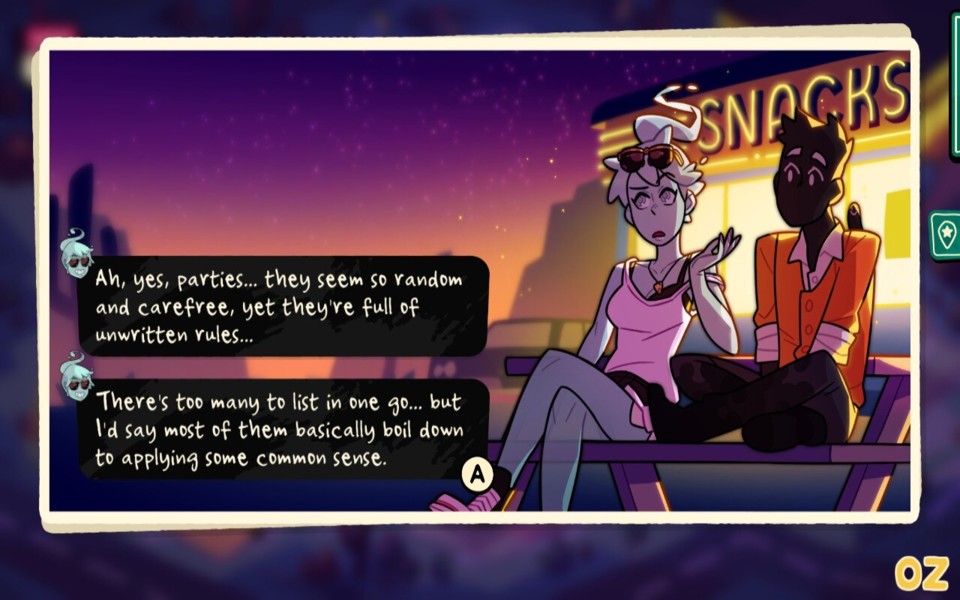 SNACKS
Ah, yes, parties... they seem so random
and carefree, yet they're full of
unwritten rules...
There's too many to list in one go... but
I'd say most of them basically boil down
to applying some common sense.
A
OZ